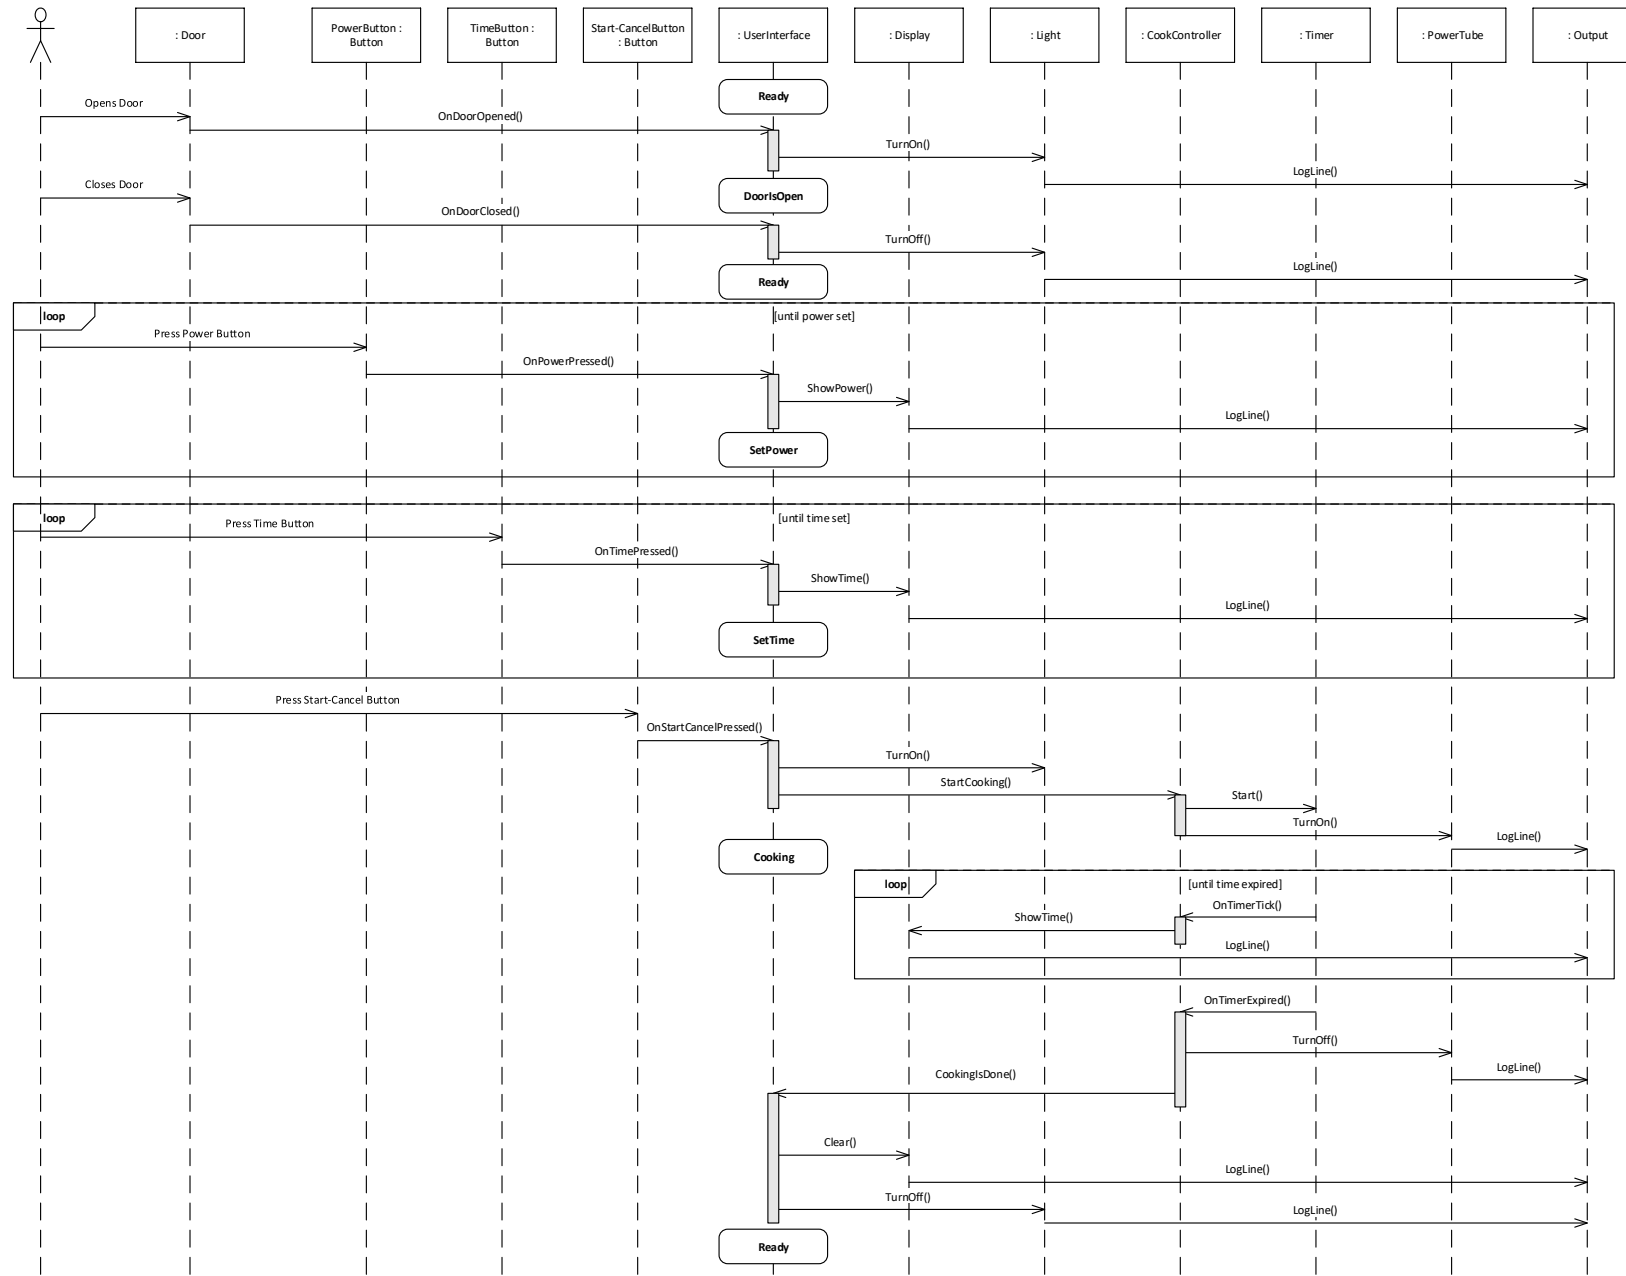 : Door
PowerButton :
Button
TimeButton :
Button
Start-CancelButton
: Button
: UserInterface
: Display
: Light
: CookController
: Timer
: PowerTube
: Output
Ready
Opens Door
OnDoorOpened()
TurnOn()
LogLine()
Closes Door
DoorIsOpen
OnDoorClosed()
TurnOff()
LogLine()
Ready
loop
[until power set]
Press Power Button
OnPowerPressed()
ShowPower()
LogLine()
SetPower
loop
[until time set]
Press Time Button
OnTimePressed()
ShowTime()
LogLine()
SetTime
Press Start-Cancel Button
OnStartCancelPressed()
TurnOn()
StartCooking()
Start()
TurnOn()
LogLine()
Cooking
loop
[until time expired]
OnTimerTick()
ShowTime()
LogLine()
OnTimerExpired()
TurnOff()
LogLine()
CookingIsDone()
Clear()
LogLine()
TurnOff()
LogLine()
Ready